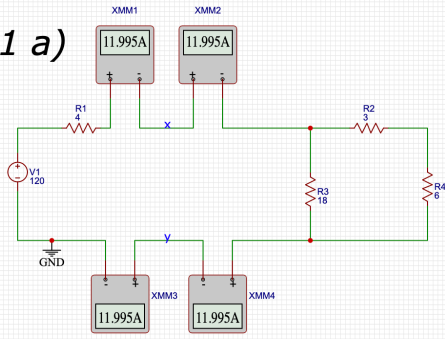 1 a)
XMM1
XMM2
11.995A
11.995A
+ -
+ -
x
R1
4
R2
3
V1
120
+
-
R3
18
R4
6
y
GND
- +
- +
XMM3
XMM4
11.995A
11.995A